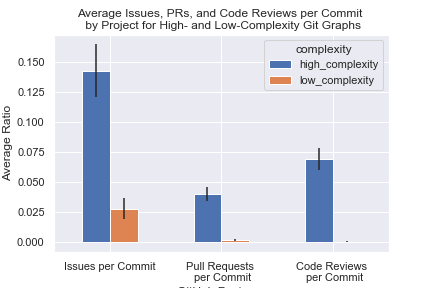 Average Issues, PRs, and Code Reviews per Commit
by Project for High- and Low-Complexity Git Graphs
complexity
high_complexity
low_complexity
Average Ratio
0.150
0.125
0.100
0.075
0.050
0.025
0.000
Issues per Commit
Pull Requests
per Commit
Code Reviews
per Commit